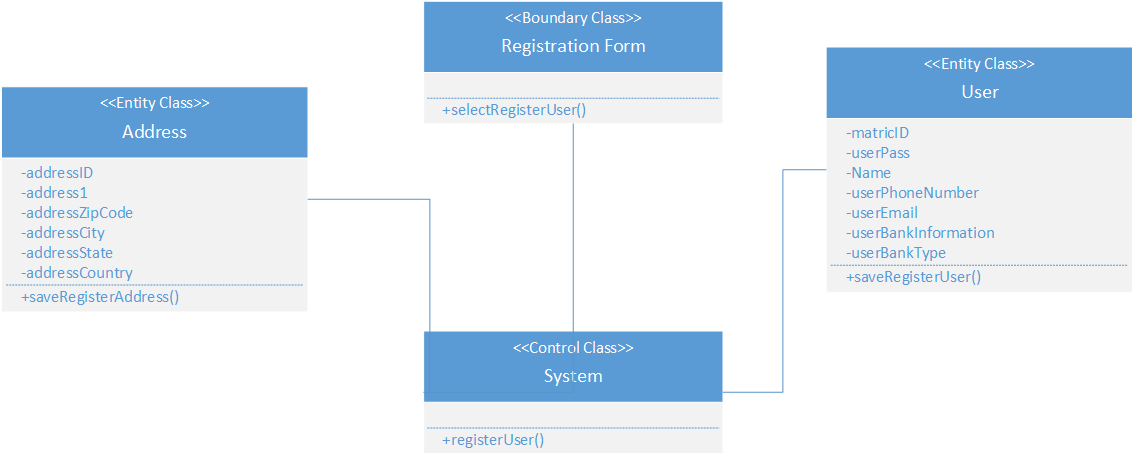 <<Boundary Class>>
Registration Form
+selectRegisterUser()
<<Entity Class>>
Address
-addressID
-address1
-addressZipCode
-addressCity
-addressState
-addressCountry
+saveRegisterAddress()
<<Entity Class>>
User
-matricID
-userPass
-Name
-userPhoneNumber
-userEmail
-userBankInformation
-userBankType
+saveRegisterUser()
<<Control Class>>
System
+registerUser()